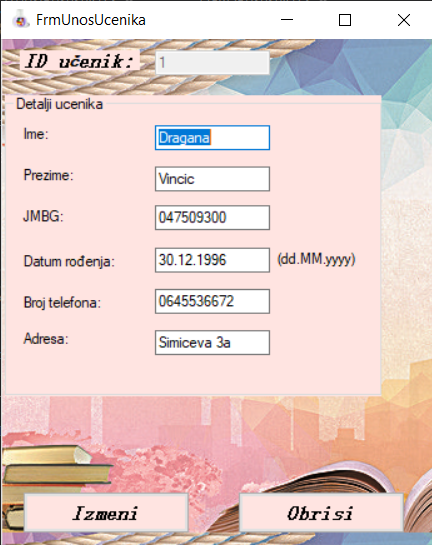 FrmUnosUcenika
ID učenik: 1
Detalji ucenika
Ime: Dragana
Prezime: Vincic
JMBG: 047509300
Datum rođenja: 30.12.1996 (dd.MM.yyyy)
Broj telefona: 0645536672
Adresa: Simiceva 3a
Izmeni Obrisi